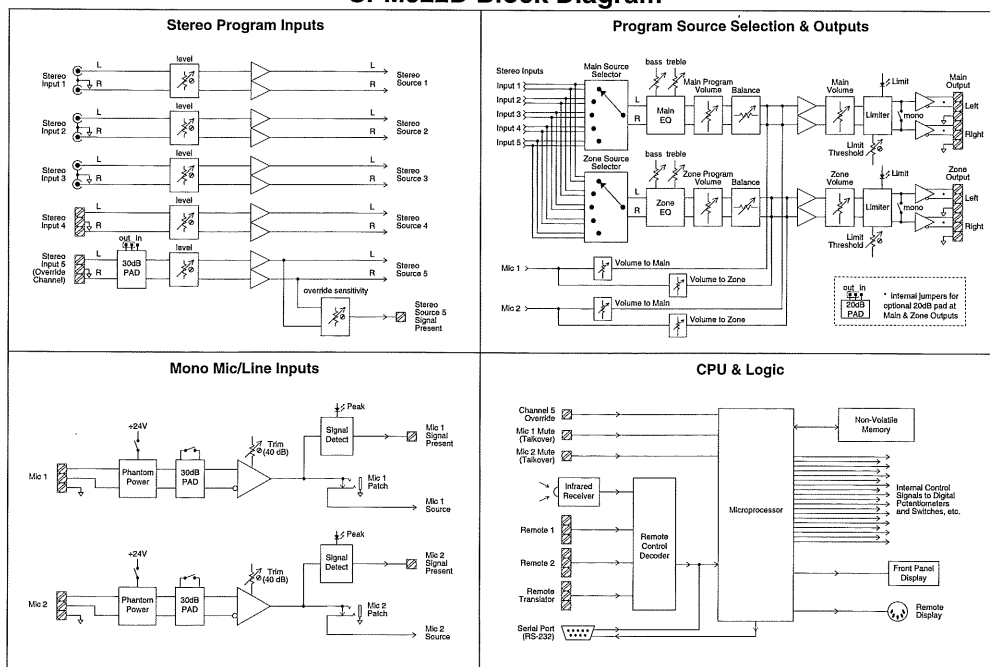 Stereo Program Inputs
Stereo
Input 1
L
R
level
L
R
Stereo
Source 1
Stereo
Input 2
L
R
level
L
R
Stereo
Source 2
Stereo
Input 3
L
R
level
L
R
Stereo
Source 3
Stereo
Input 4
L
R
level
L
R
Stereo
Source 4
Stereo
Input 5
(Override
Channel)
L
R
out in
30dB
PAD
level
L
R
Stereo
Source 5
override sensitivity
Stereo
Source 5
Signal
Present
Program Source Selection & Outputs
Stereo Inputs
Input 1
Input 2
Input 3
Input 4
Input 5
Main Source
Selector
L
R
bass treble
Main
EQ
Main Program
Volume
Balance
Main
Volume
Limit
Limiter
Limit
Threshold
mono
Main
Output
Left
Right
*
*
Zone Source
Selector
L
R
bass treble
Zone
EQ
Zone Program
Volume
Balance
Zone
Volume
Limit
Limiter
Limit
Threshold
mono
Zone
Output
Left
Right
*
*
Mic 1
Volume to Main
Volume to Zone
Mic 2
Volume to Main
Volume to Zone
out in
20dB
PAD
* Internal jumpers for
optional 20dB pad at
Main & Zone Outputs
Mono Mic/Line Inputs
Mic 1
+24V
Phantom
Power
30dB
PAD
Trim
(40 dB)
Peak
Signal
Detect
Mic 1
Signal
Present
Mic 1
Patch
Mic 1
Source
Mic 2
+24V
Phantom
Power
30dB
PAD
Trim
(40 dB)
Peak
Signal
Detect
Mic 2
Signal
Present
Mic 2
Patch
Mic 2
Source
CPU & Logic
Channel 5
Override
Mic 1 Mute
(Talkover)
Mic 2 Mute
(Talkover)
Infrared
Receiver
Remote 1
Remote 2
Remote
Translator
Serial Port
(RS-232)
Remote
Control
Decoder
Microprocessor
Non-Volatile
Memory
Internal Control
Signals to Digital
Potentiometers
and Switches, etc.
Front Panel
Display
Remote
Display